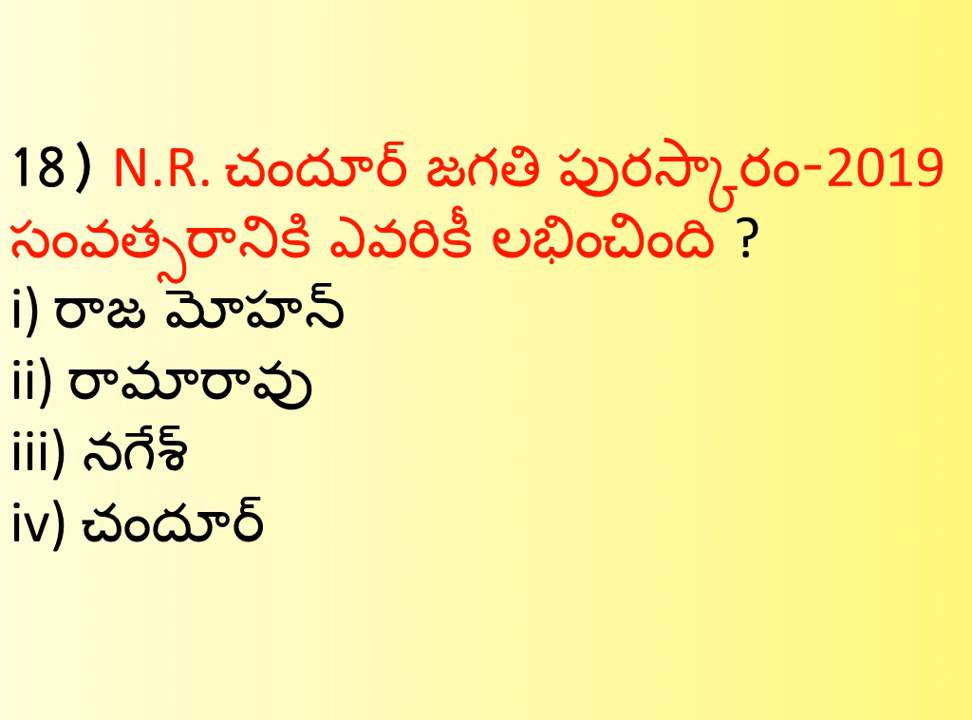 18) N.R. చందూర్ జగతి పురస్కారం-2019
సంవత్సరానికి ఎవరికీ లభించింది ?
i) రాజ మోహన్
ii) రామారావు
iii) నగేశ్
iv) చందూర్